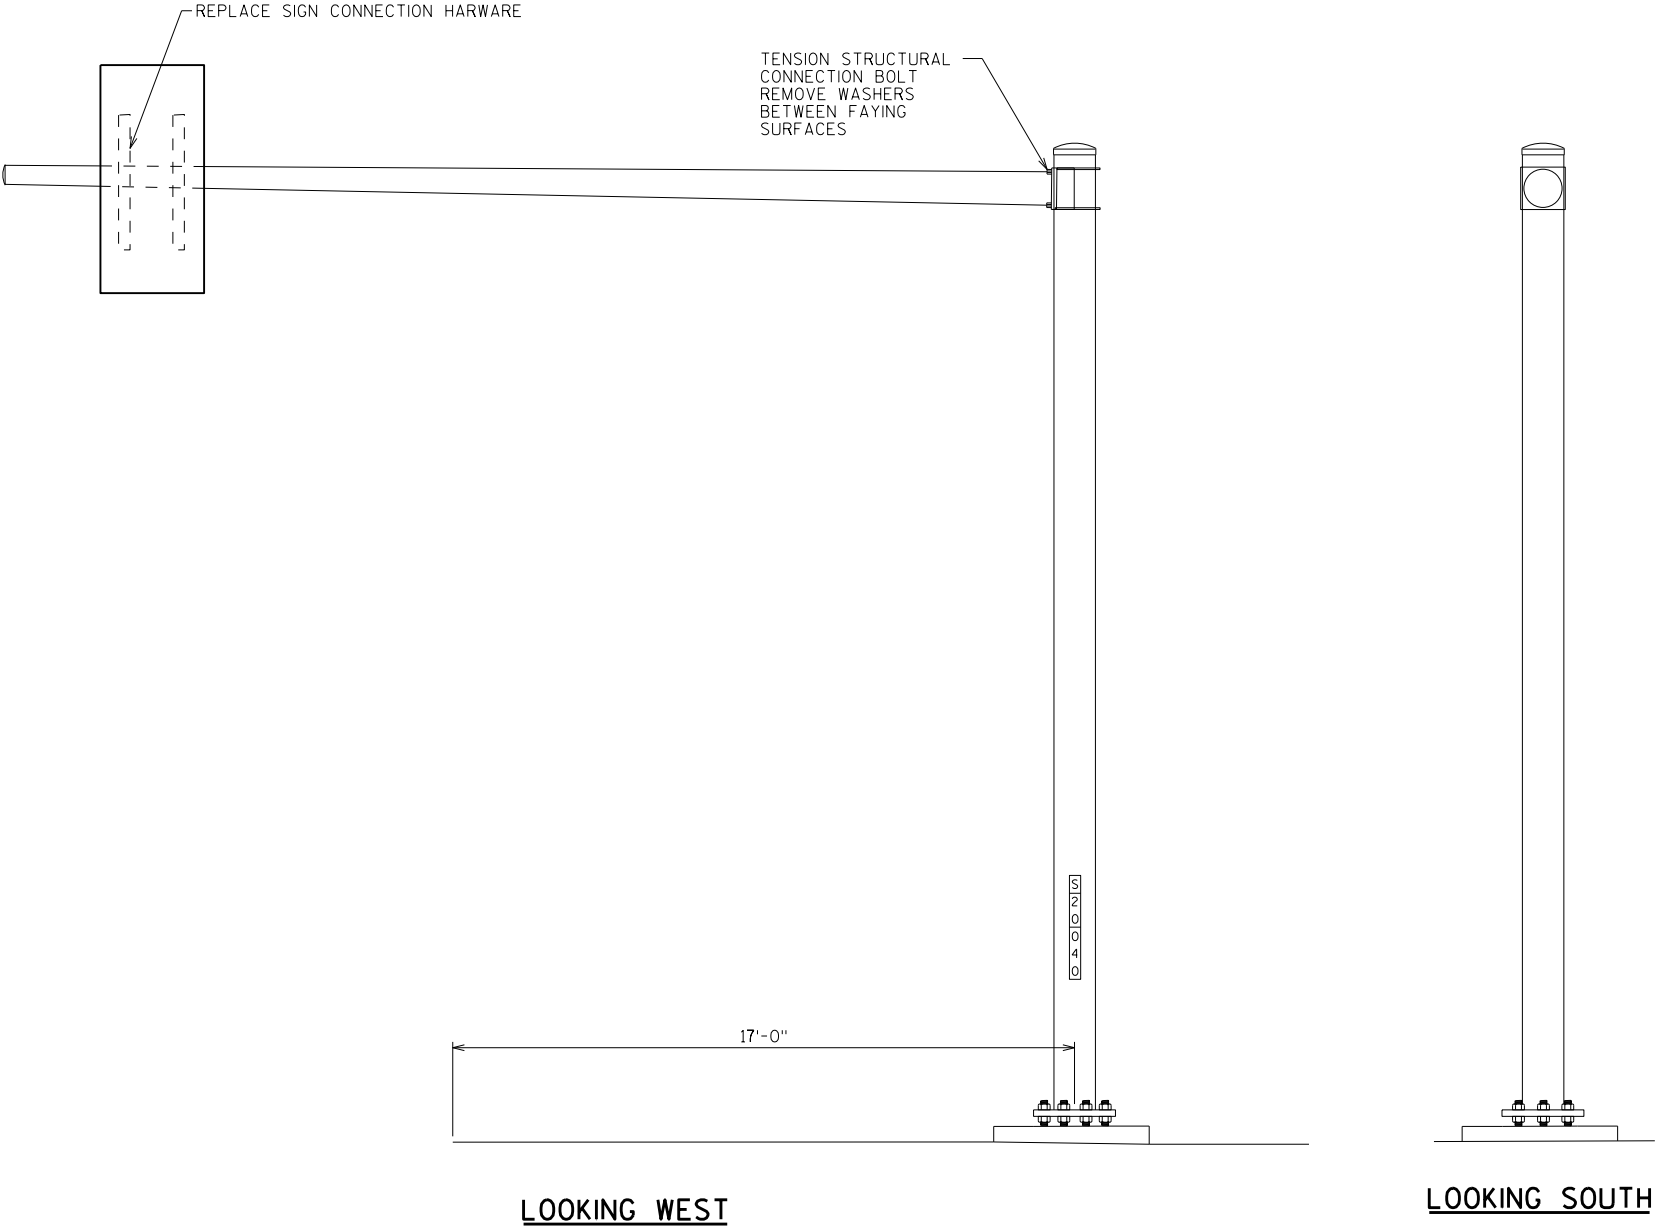 REPLACE SIGN CONNECTION HARWARE
TENSION STRUCTURAL
CONNECTION BOLT
REMOVE WASHERS
BETWEEN FAYING
SURFACES
S
2
0
0
4
0
17'-0"
LOOKING WEST
LOOKING SOUTH